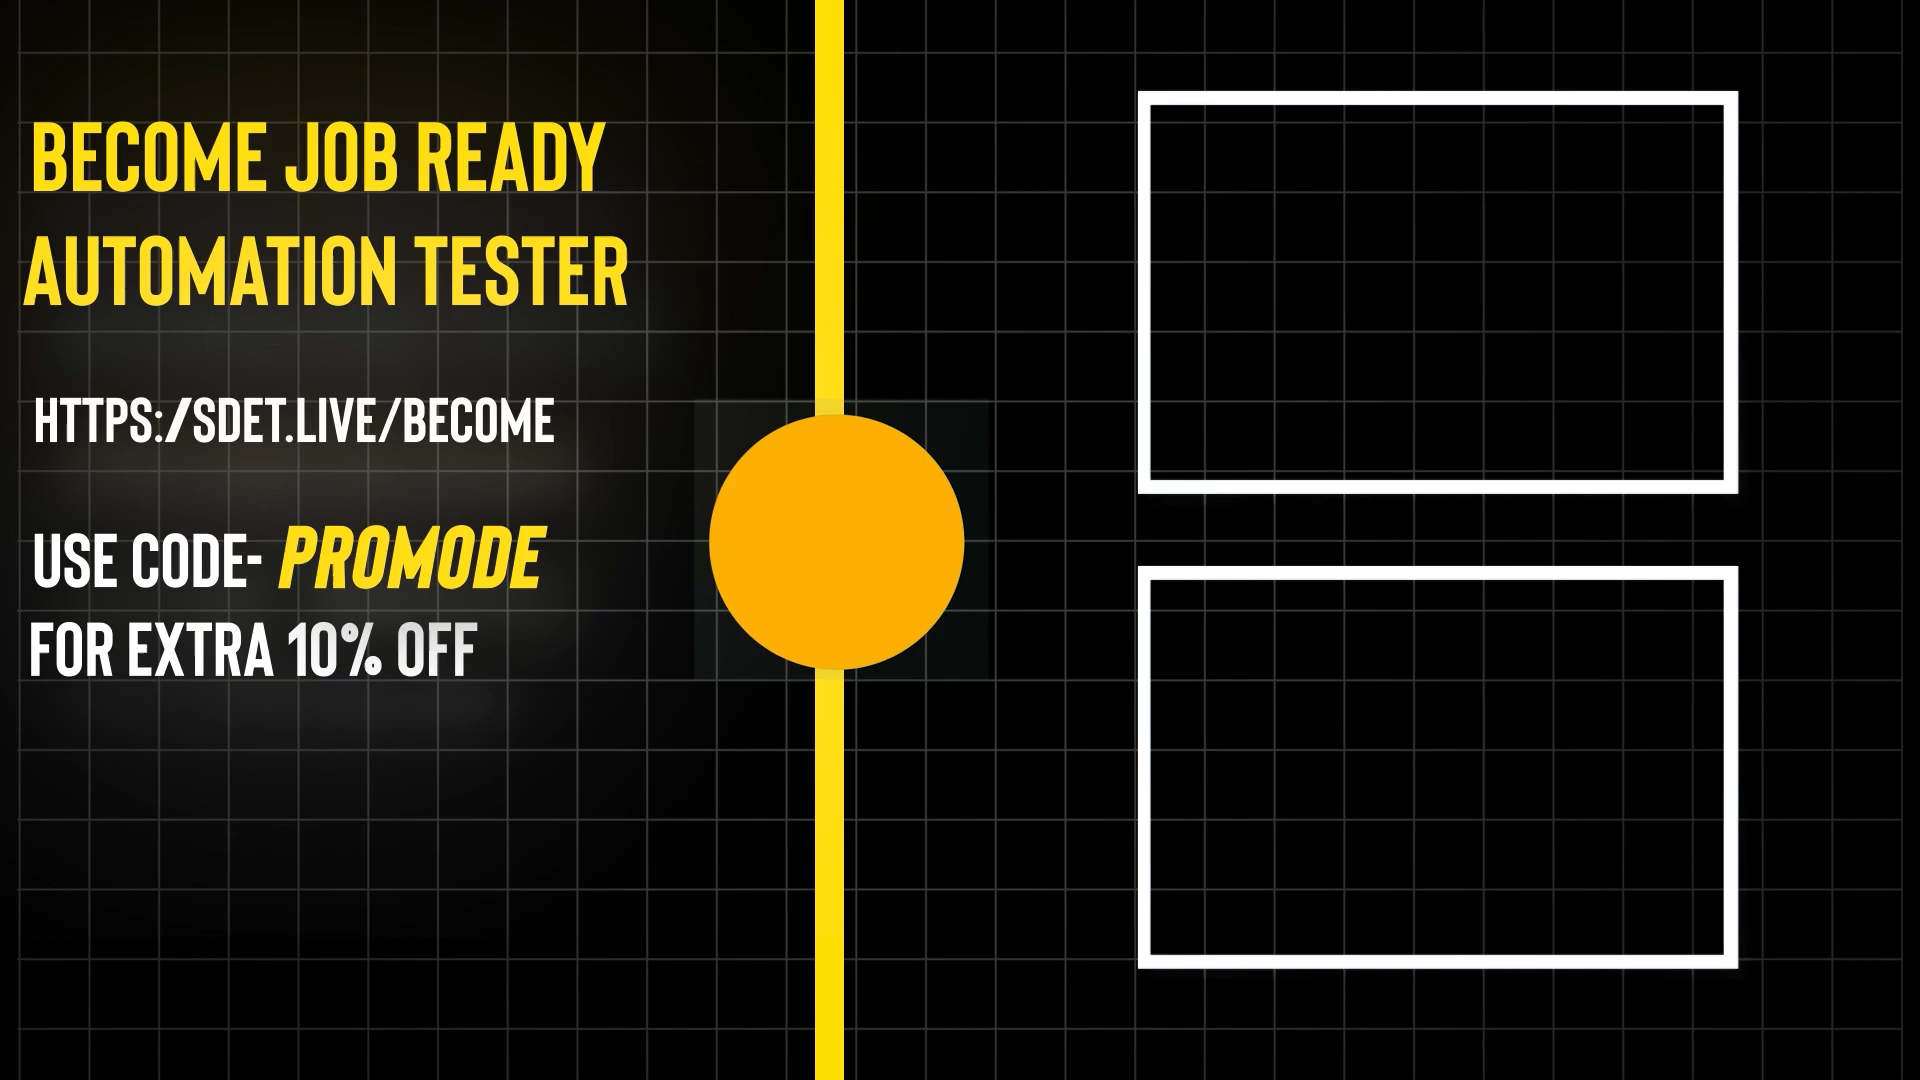 BECOME JOB READY
AUTOMATION TESTER
HTTPS://SDET.LIVE/BECOME
USE CODE- PROMODE
FOR EXTRA 10% OFF